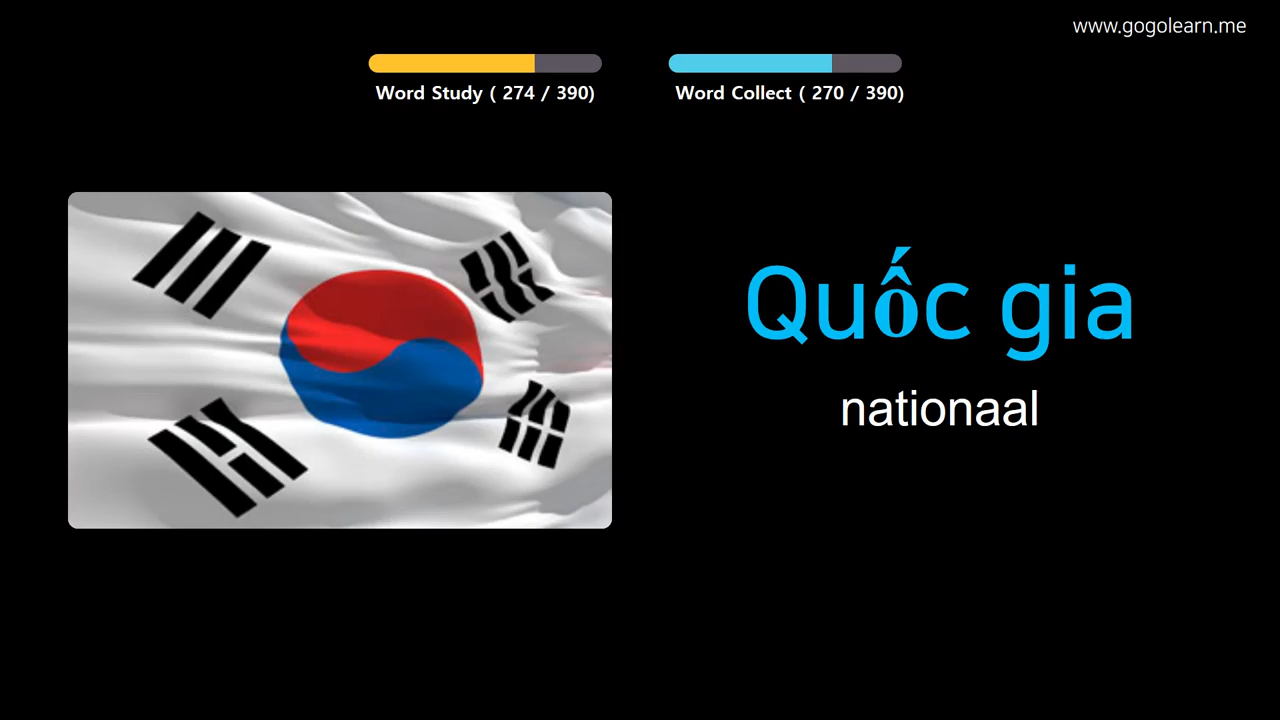 www.gogolearn.me
Word Study ( 274 / 390)
Word Collect ( 270 / 390)
Quốc gia
nationaal